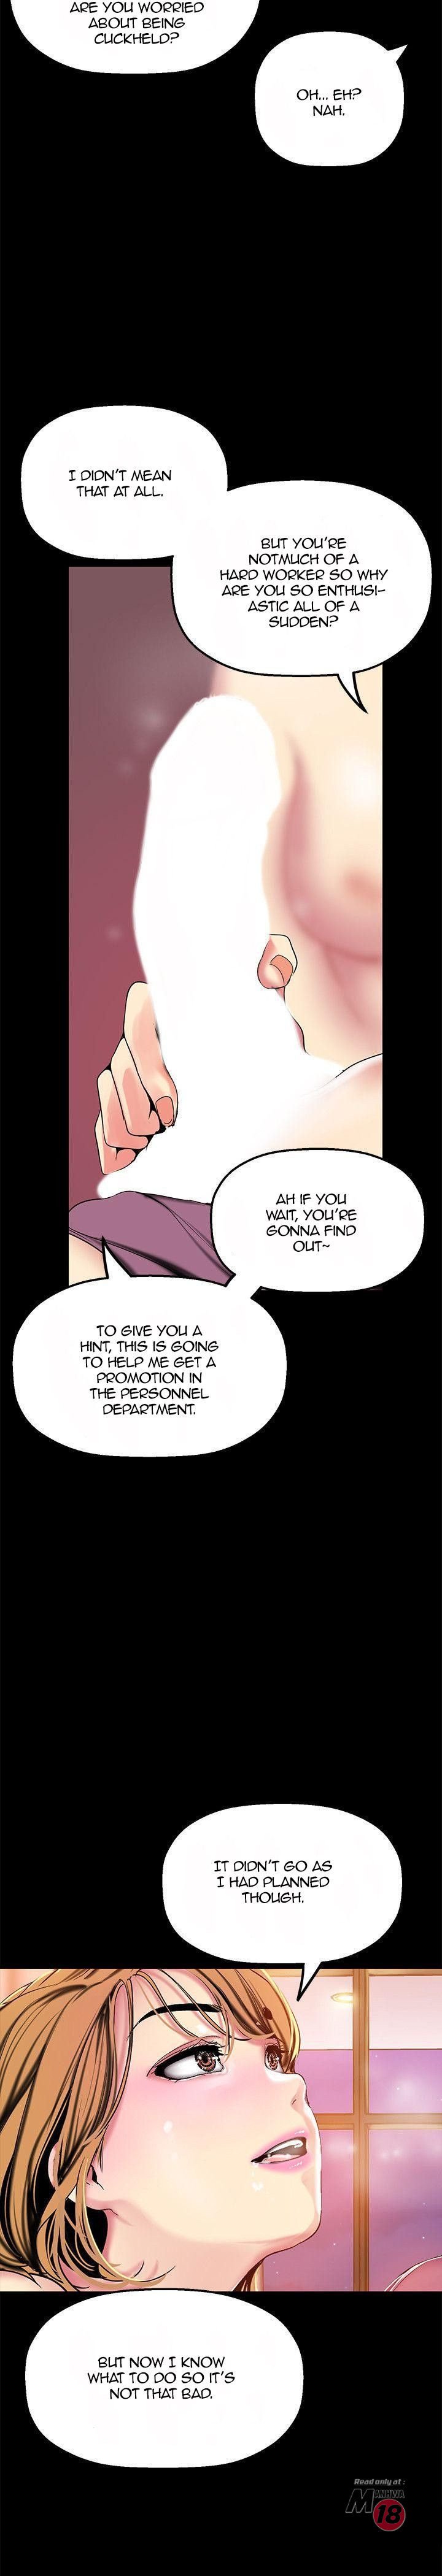 ARE YOU WORRIED
ABOUT BEING
CUCKHELD?
OH... EH?
NAH.
I DIDN'T MEAN
THAT AT ALL.
BUT YOU'RE
NOTMUCH OF A
HARD WORKER SO WHY
ARE YOU SO ENTHUSI-
ASTIC ALL OF A
SUDDEN?
AH IF YOU
WAIT, YOU'RE
GONNA FIND
OUT~
TO GIVE YOU A
HINT, THIS IS GOING
TO HELP ME GET A
PROMOTION IN
THE PERSONNEL
DEPARTMENT.
IT DIDN'T GO AS
I HAD PLANNED
THOUGH.
BUT NOW I KNOW
WHAT TO DO SO IT'S
NOT THAT BAD.
Read only at :
MANHWA
18